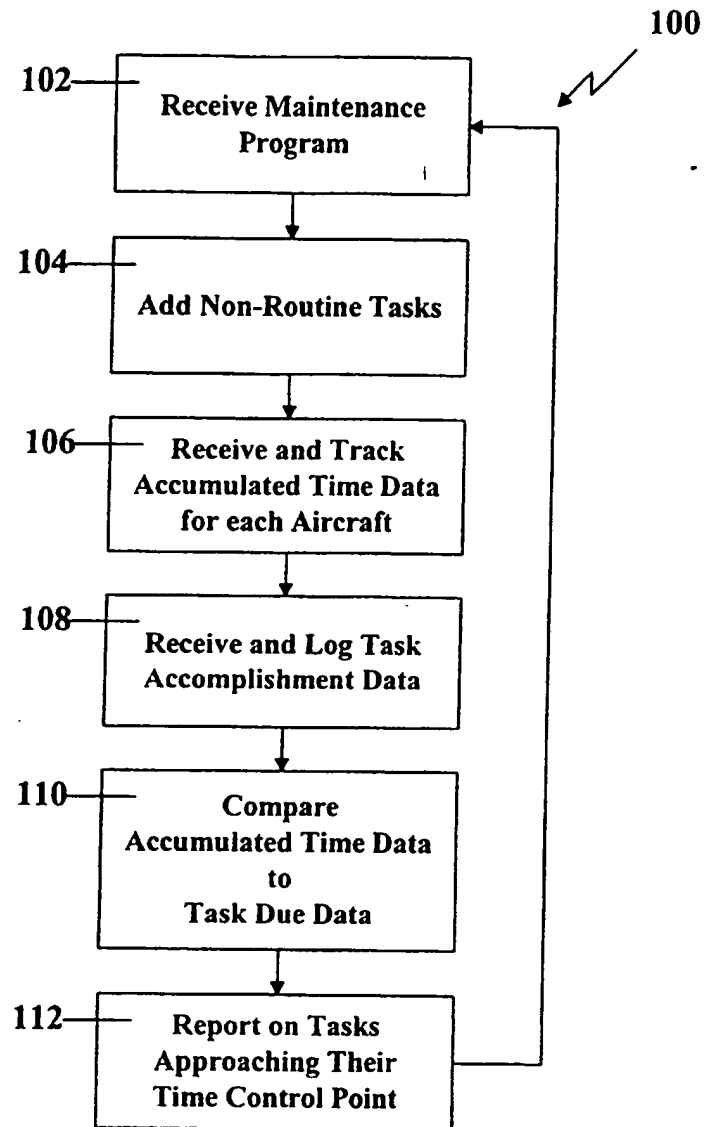 100
102
Receive Maintenance
Program
104
Add Non-Routine Tasks
106
Receive and Track
Accumulated Time Data
for each Aircraft
108
Receive and Log Task
Accomplishment Data
110
Compare
Accumulated Time Data
to
Task Due Data
112
Report on Tasks
Approaching Their
Time Control Point